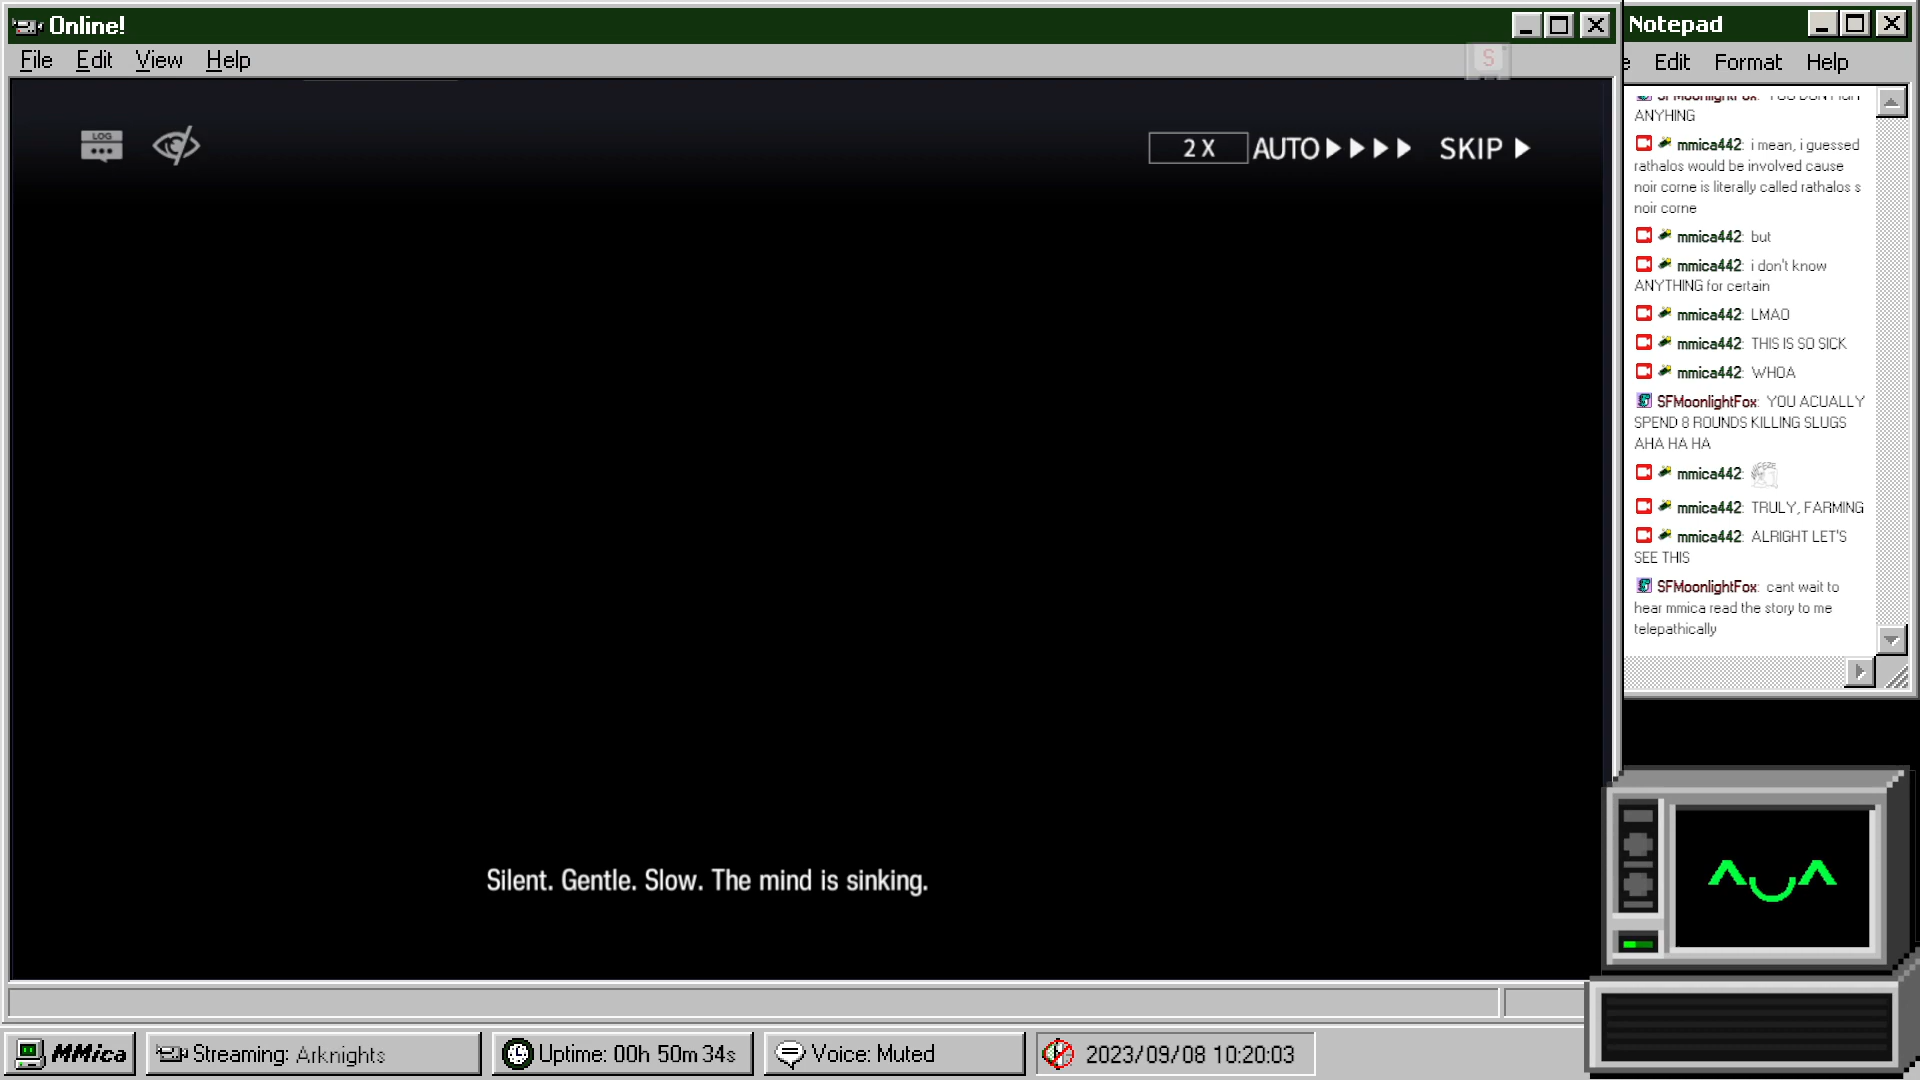 Online!
File Edit View Help
S
LOG
2 X AUTO SKIP
Silent. Gentle. Slow. The mind is sinking.
Notepad
Edit Format Help
SFMoonlightFox:
ANYHING
mmica442: i mean, i guessed
rathalos would be involved cause
noir corne is literally called rathalos s
noir corne
mmica442: but
mmica442: i don't know
ANYTHING for certain
mmica442: LMAO
mmica442: THIS IS SO SICK
mmica442: WHOA
SFMoonlightFox: YOU ACUALLY
SPEND 8 ROUNDS KILLING SLUGS
AHA HA HA
mmica442:
mmica442: TRULY, FARMING
mmica442: ALRIGHT LET'S
SEE THIS
SFMoonlightFox: cant wait to
hear mmica read the story to me
telepathically
MMica Streaming: Arknights Uptime: 00h 50m 34s Voice: Muted 2023/09/08 10:20:03